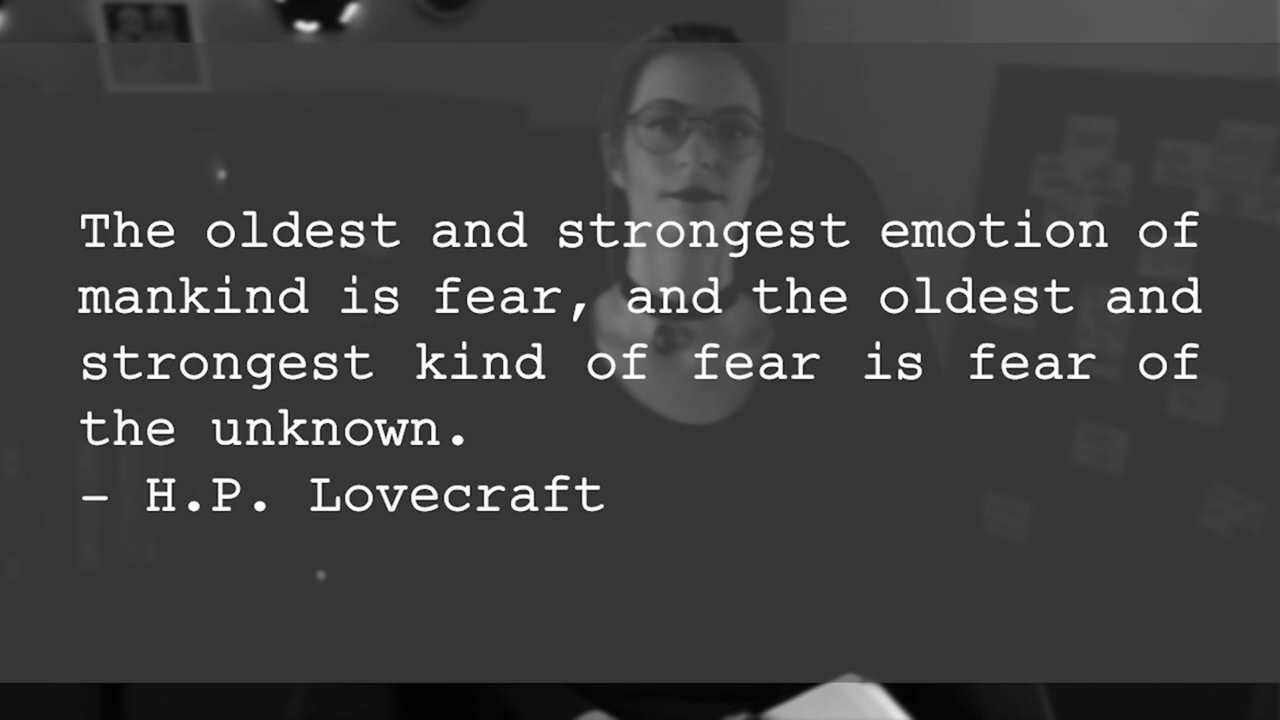 The oldest and strongest emotion of
mankind is fear, and the oldest and
strongest kind of fear is fear of
the unknown.
– H.P. Lovecraft